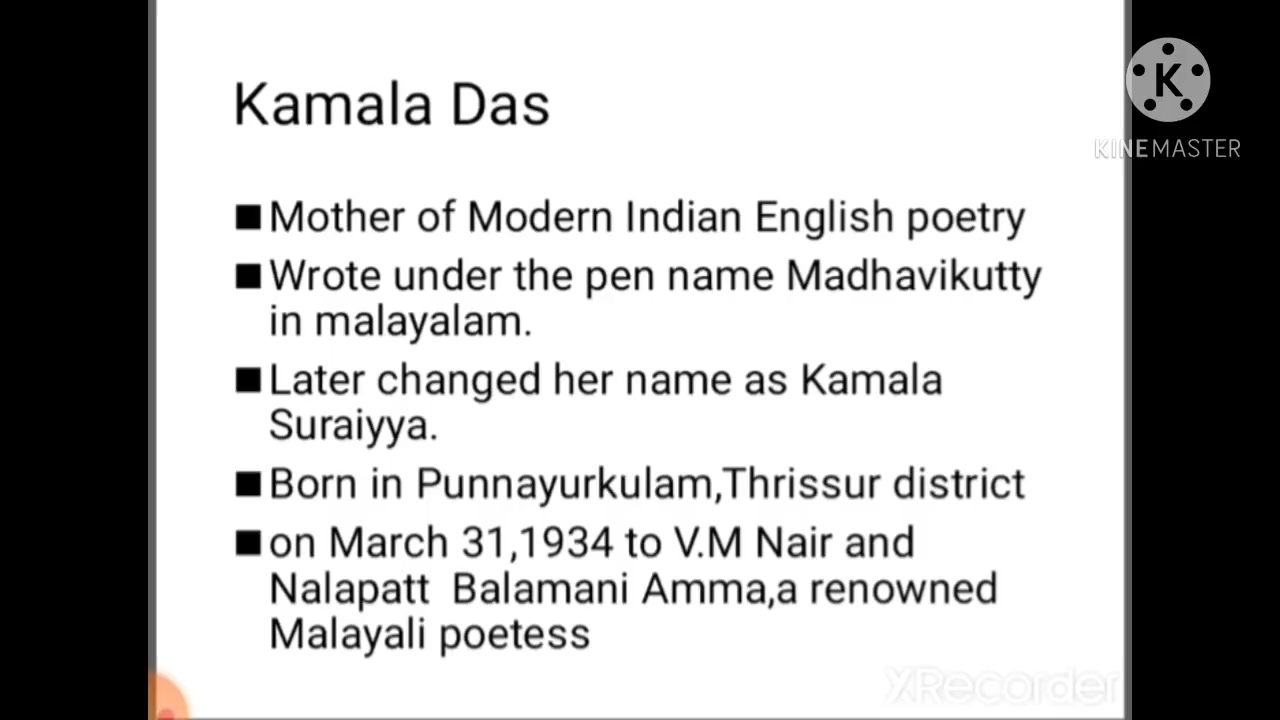 Kamala Das
K
KINEMASTER
■ Mother of Modern Indian English poetry
■ Wrote under the pen name Madhavikutty
in malayalam.
■ Later changed her name as Kamala
Suraiyya.
■ Born in Punnayurkulam,Thrissur district
■ on March 31,1934 to V.M Nair and
Nalapatt  Balamani Amma,a renowned
Malayali poetess
XRecorder